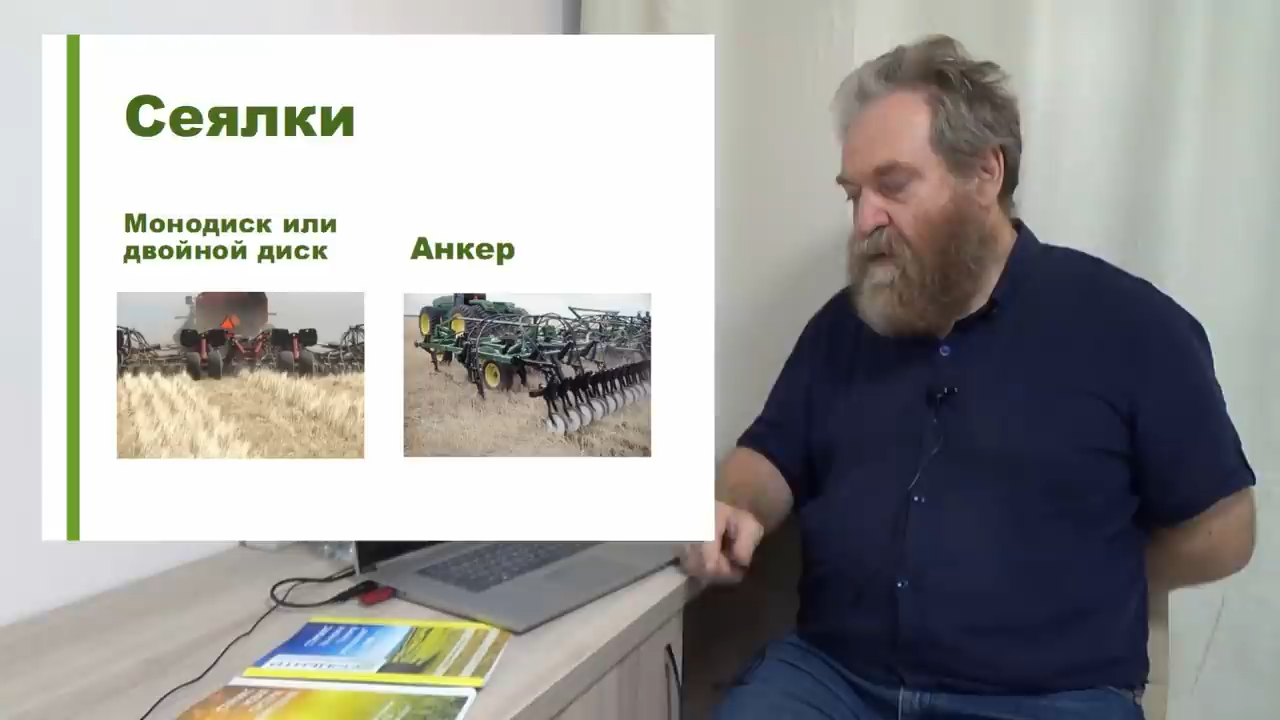 Сеялки
Монодиск или
двойной диск
Анкер